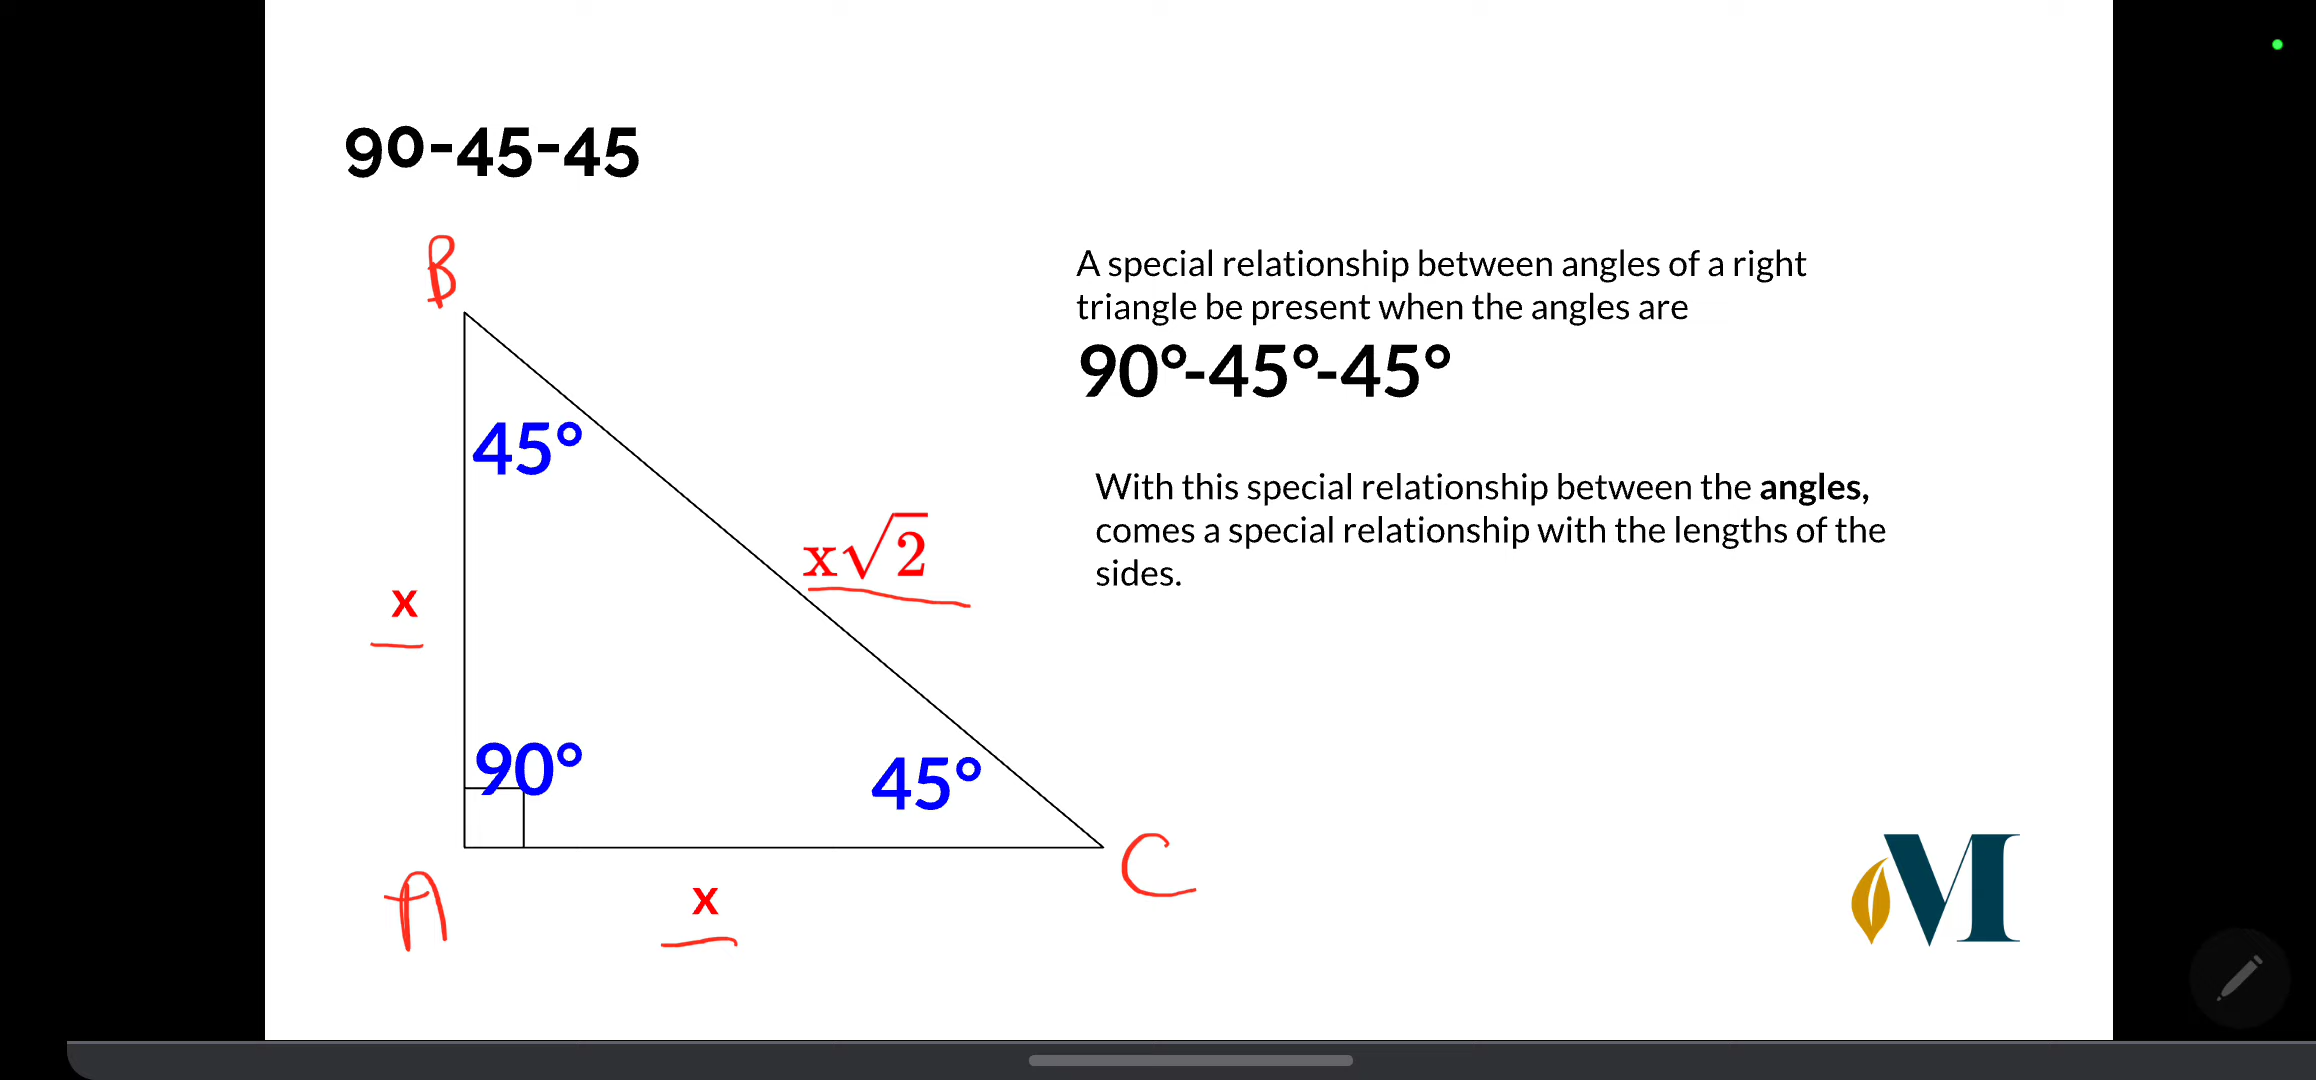 90-45-45
B
A special relationship between angles of a right
triangle be present when the angles are
90°-45°-45°
45°
With this special relationship between the angles,
comes a special relationship with the lengths of the
sides.
x√2
x
90°
45°
A
x
C
M